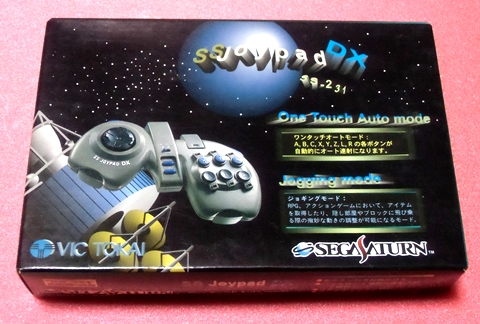 SS Joypad DX
SS-231
One Touch Auto mode
ワンタッチオートモード:
A, B, C, X, Y, Z, L, R の各ボタンが
自動的にオート連射になります。
Jogging mode
ジョギングモード:
RPG、アクションゲームにおいて、アイテム
を取得したり、隠し部屋やブロックに飛び乗
る際の微妙な動きの調整が可能になるモード。
SS JOYPAD DX
VIC TOKAI
SEGA SATURN™
SS Joypad